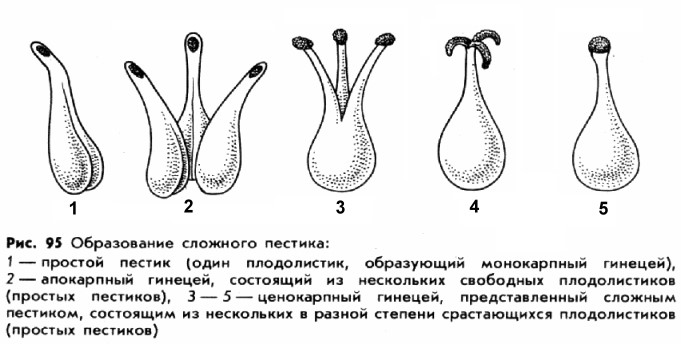 1
2
3
4
5
Рис. 95 Образование сложного пестика:
1 — простой пестик (один плодолистик, образующий монокарпный гинецей),
2 — апокарпный гинецей, состоящий из нескольких свободных плодолистиков
(простых пестиков), 3 — 5 — ценокарпный гинецей, представленный сложным
пестиком, состоящим из нескольких в разной степени срастающихся плодолистиков
(простых пестиков)